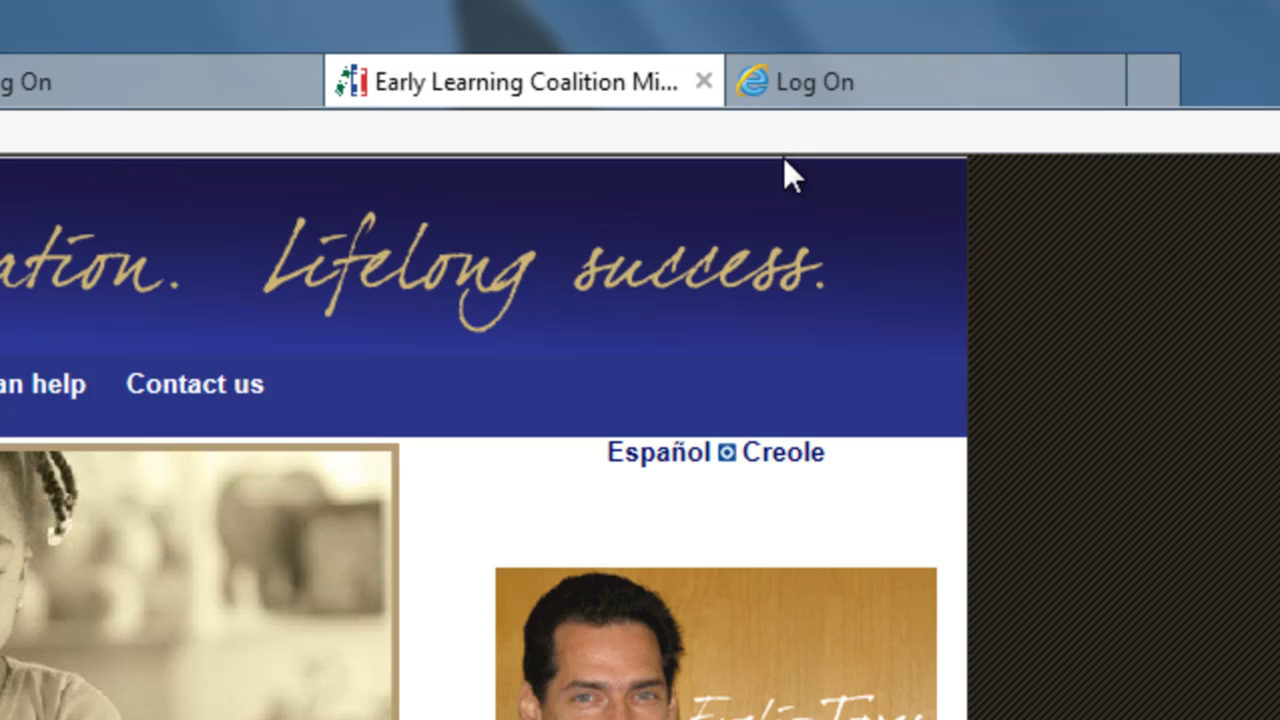 g On
Early Learning Coalition Mi...
Log On
ation. Lifelong success.
an help
Contact us
Español
Creole